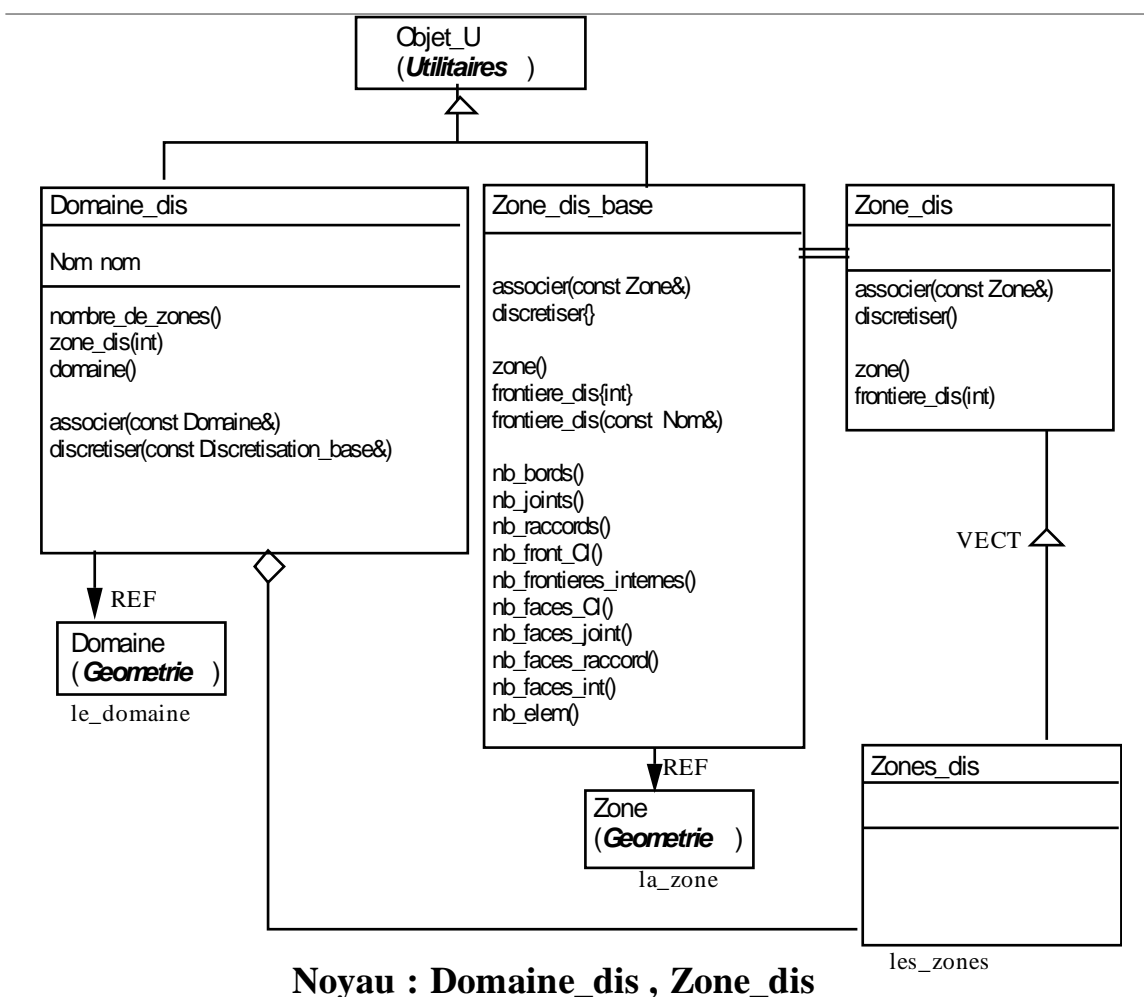 Objet_U
(Utilitaires )
Domaine_dis
Nom nom
nombre_de_zones()
zone_dis(int)
domaine()
associer(const Domaine&)
discretiser(const Discretisation_base&)
Zone_dis_base
associer(const Zone&)
discretiser{}
zone()
frontiere_dis{int}
frontiere_dis(const Nom&)
nb_bords()
nb_joints()
nb_raccords()
nb_front_Cl()
nb_frontieres_internes()
nb_faces_Cl()
nb_faces_joint()
nb_faces_raccord()
nb_faces_int()
nb_elem()
Zone_dis
associer(const Zone&)
discretiser()
zone()
frontiere_dis(int)
VECT
REF
Domaine
(Geometrie )
le_domaine
REF
Zone
(Geometrie )
la_zone
Zones_dis
les_zones
Noyau : Domaine_dis , Zone_dis